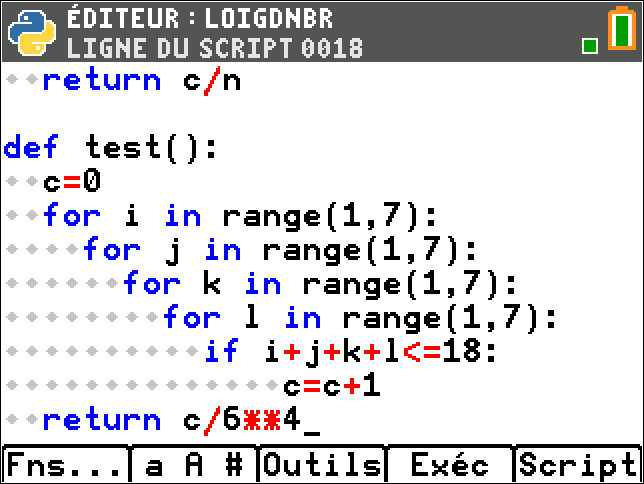 ÉDITEUR : LOIGDNBR
LIGNE DU SCRIPT 0018
  return c/n
def test():
  c=0
  for i in range(1,7):
    for j in range(1,7):
      for k in range(1,7):
        for l in range(1,7):
          if i+j+k+l<=18:
              c=c+1
  return c/6**4_
Fns... a A # Outils Exéc Script